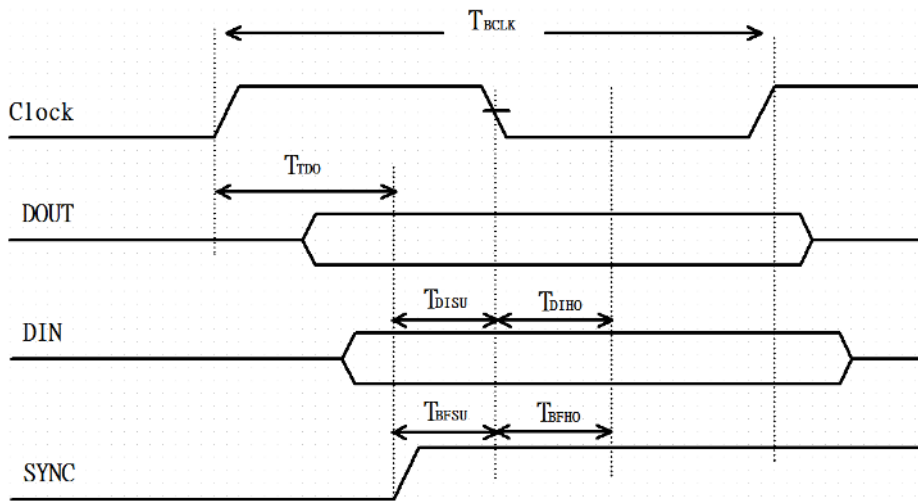 TBCLK
Clock
TTDO
DOUT
TDISU TDIHO
DIN
TBFSU TBFHO
SYNC